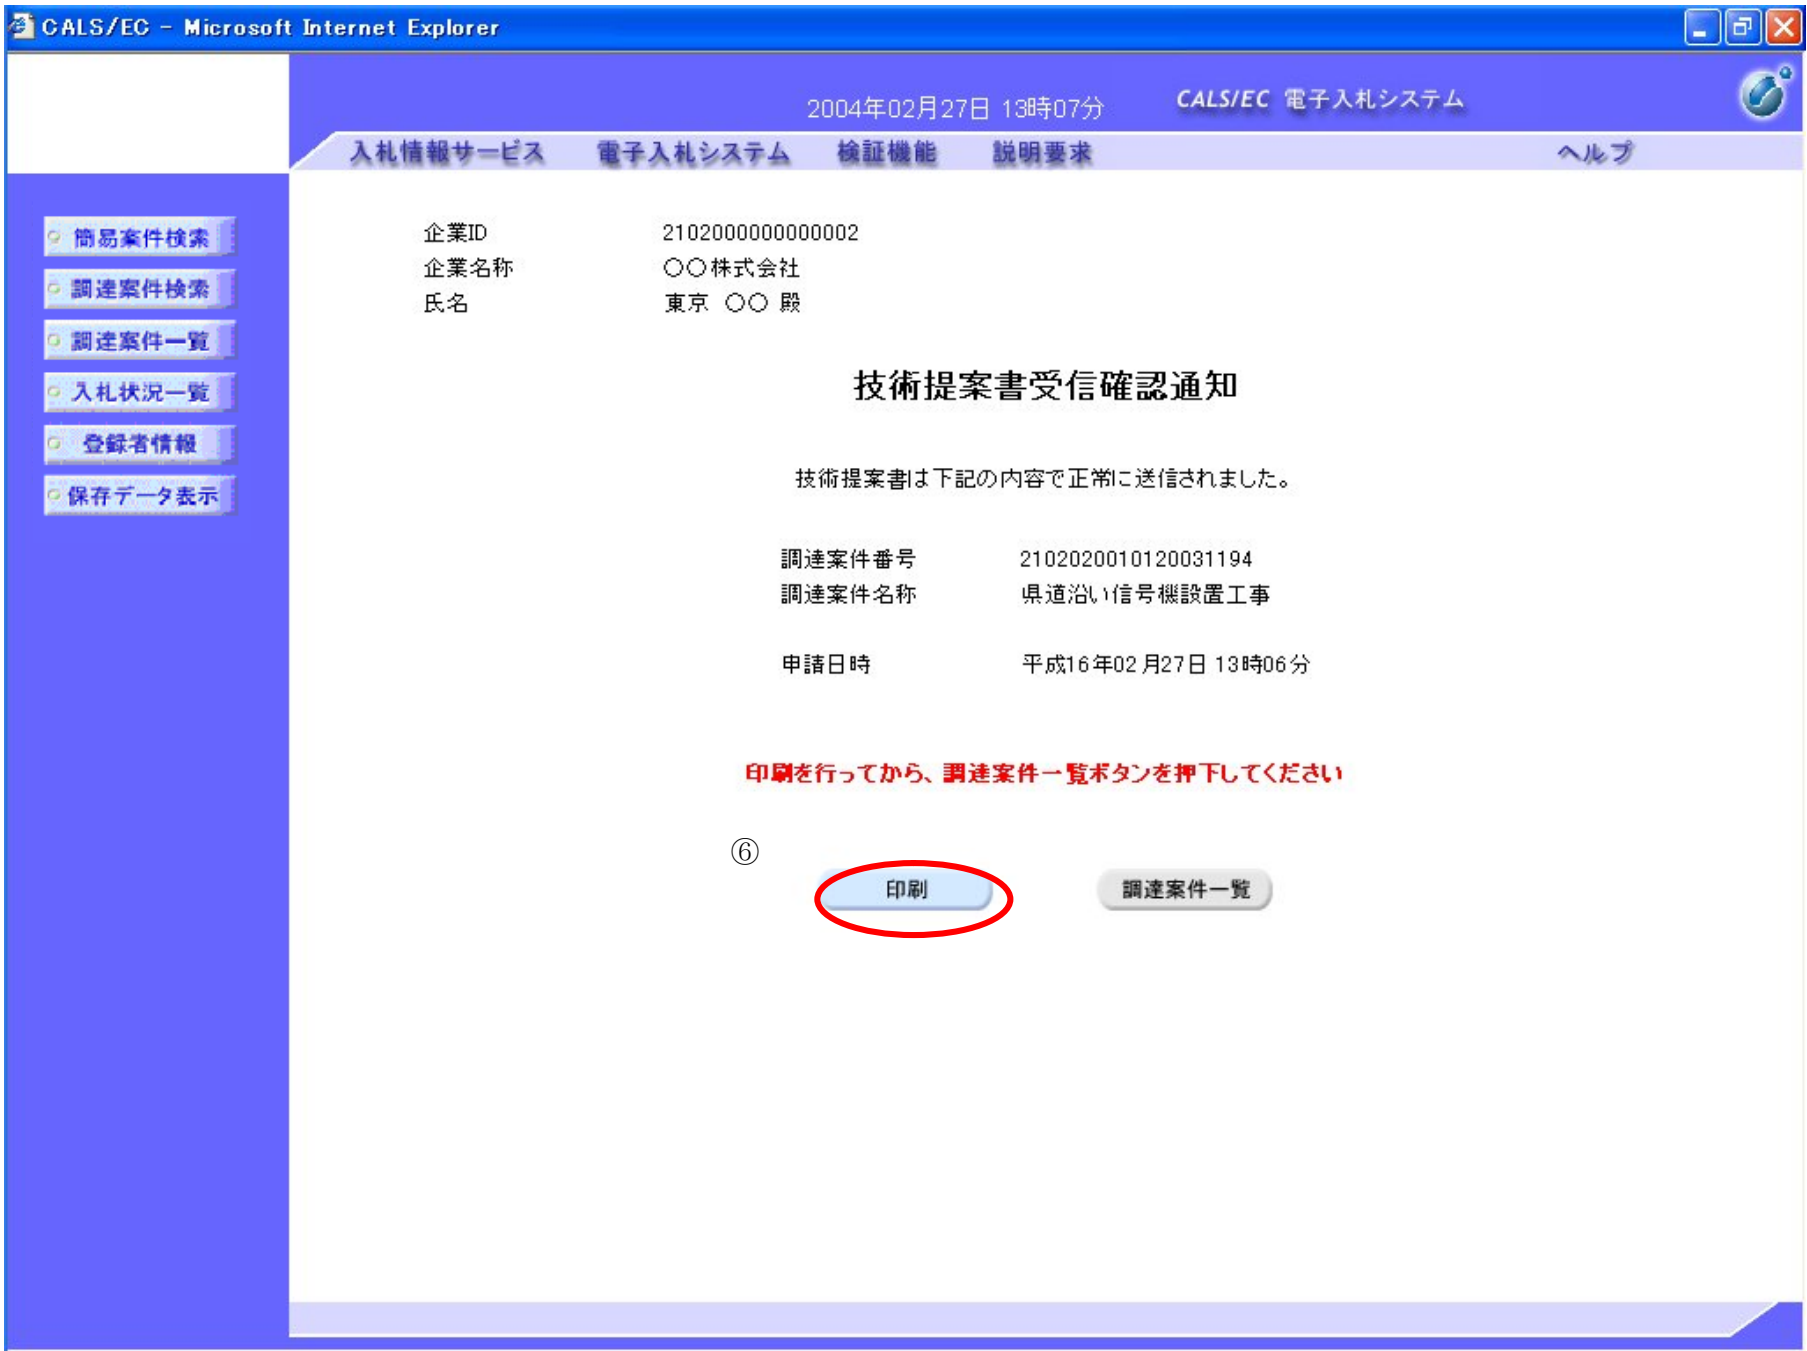 CALS/EC - Microsoft Internet Explorer
2004年02月27日 13時07分
CALS/EC 電子入札システム
入札情報サービス 電子入札システム 検証機能 説明要求 ヘルプ
簡易案件検索
調達案件検索
調達案件一覧
入札状況一覧
登録者情報
保存データ表示
企業ID 2102000000000002
企業名称 〇〇株式会社
氏名 東京 〇〇 殿
技術提案書受信確認通知
技術提案書は下記の内容で正常に送信されました。
調達案件番号 2102020010120031194
調達案件名称 県道沿い信号機設置工事
申請日時 平成16年02月27日 13時06分
印刷を行ってから、調達案件一覧ボタンを押下してください
⑥
印刷 調達案件一覧